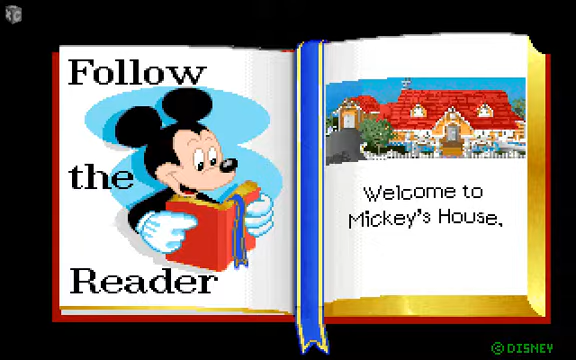 Follow
the
Reader
Welcome to
Mickey's House,
© DISNEY